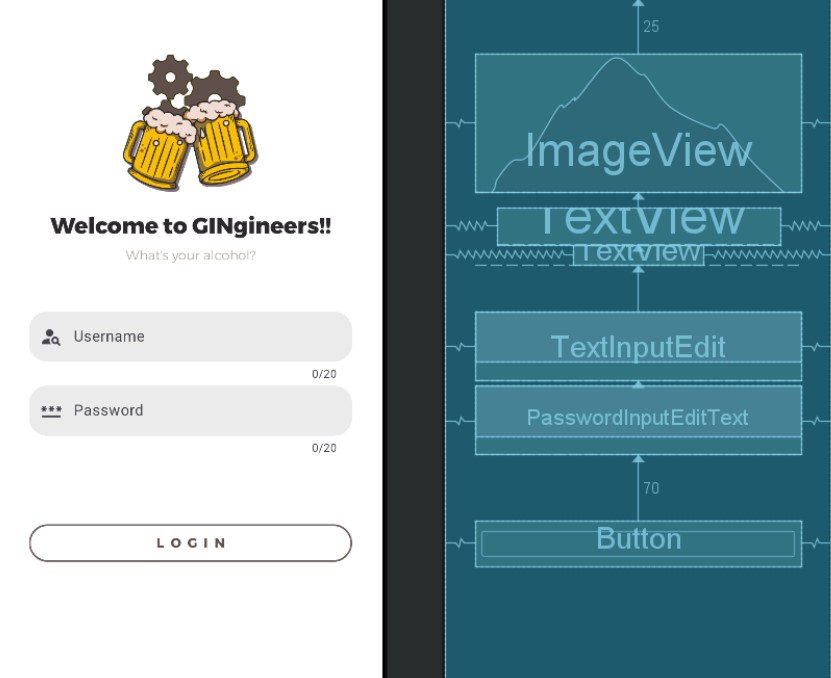 Welcome to GINgineers!!
What's your alcohol?
Username
0/20
Password
0/20
LOGIN
25
ImageView
TextView
TextView
TextInputEdit
PasswordInputEditText
70
Button